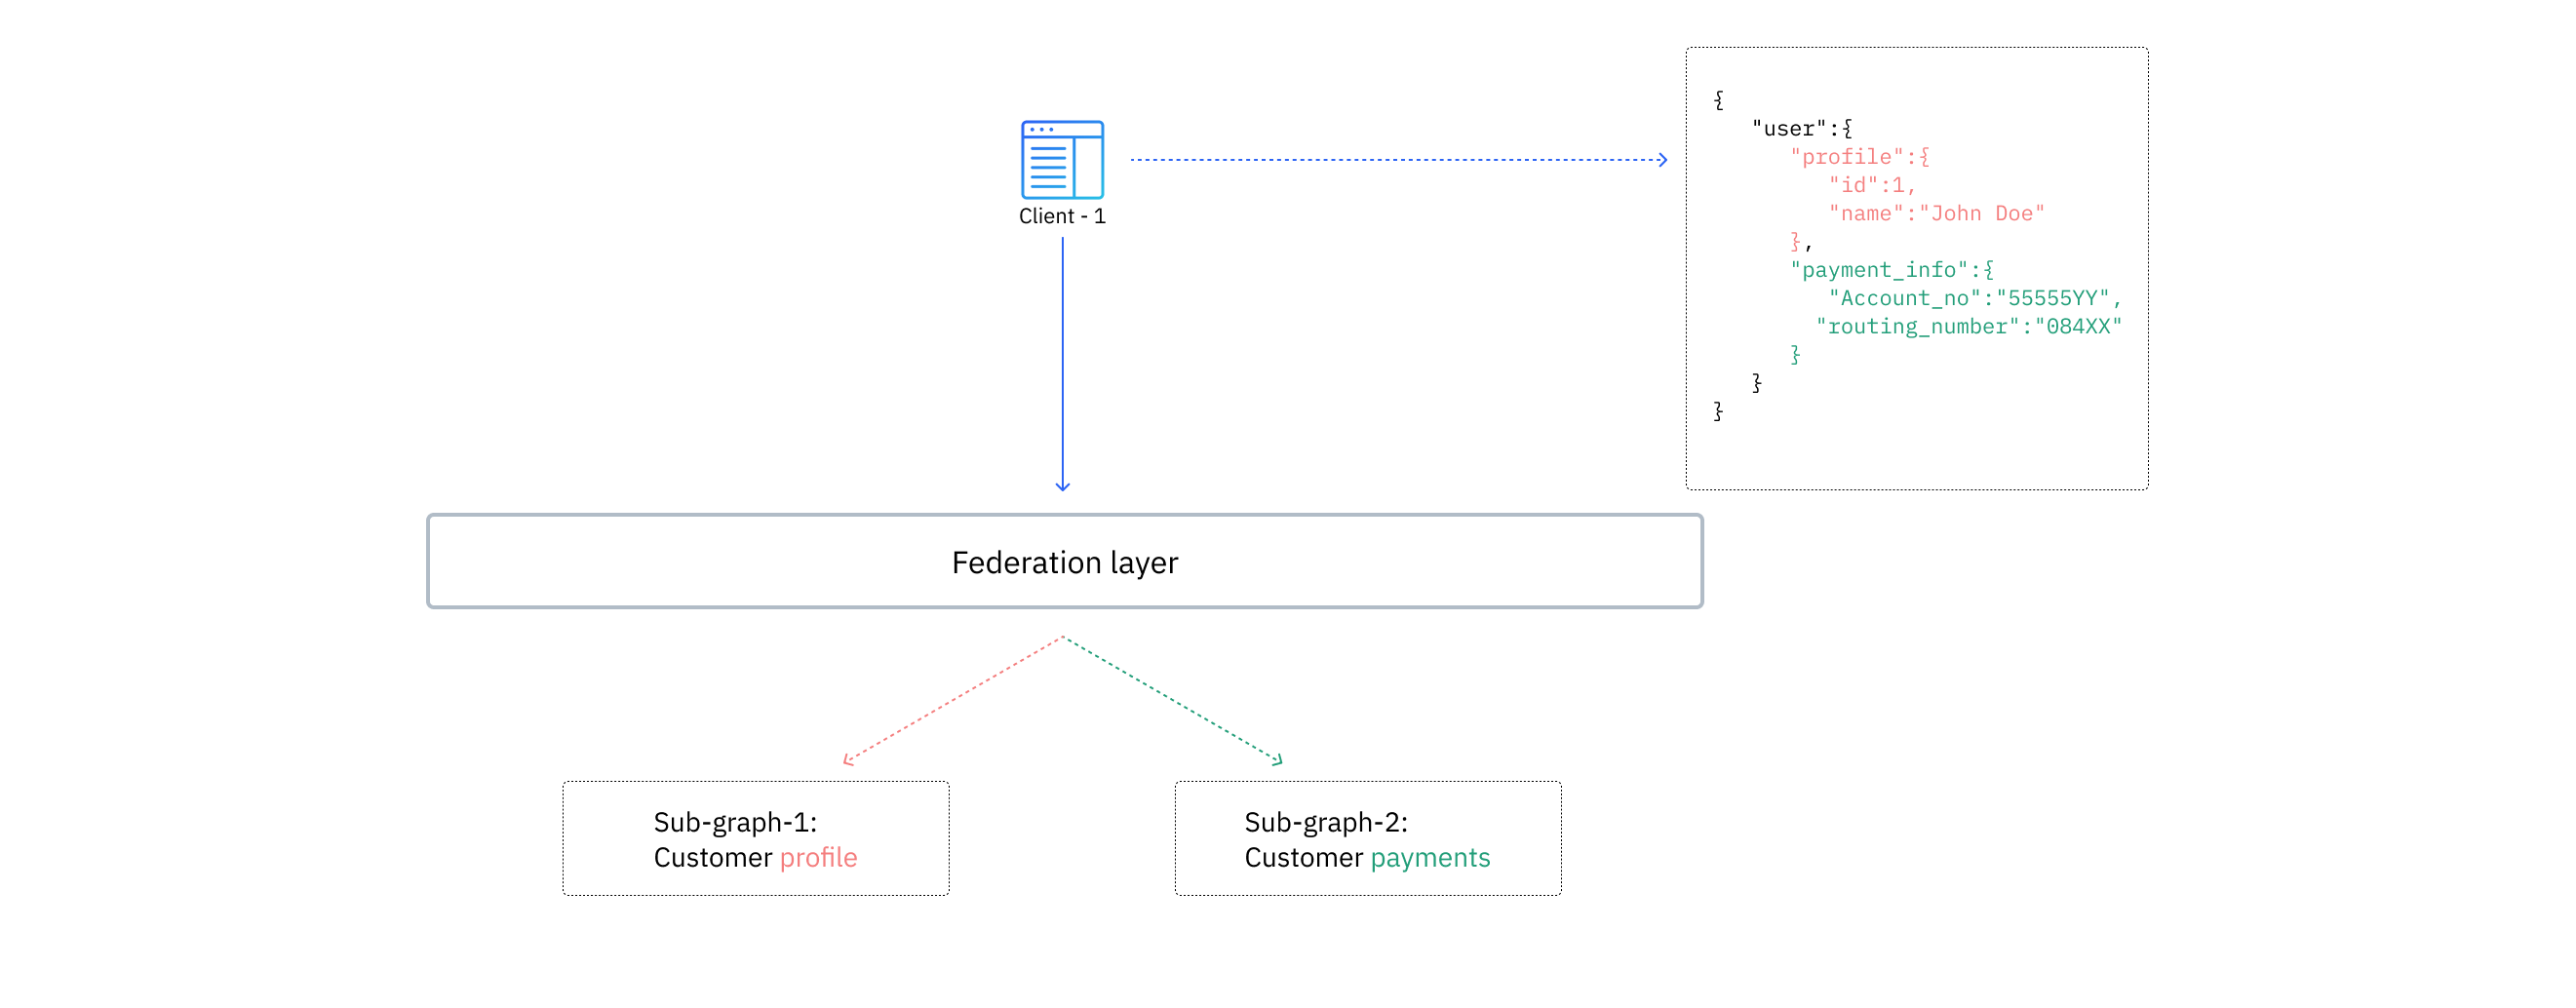 Client - 1
{
"user":{
"profile":{
"id":1,
"name":"John Doe"
},
"payment_info":{
"Account_no":"55555YY",
"routing_number":"084XX"
}
}
}
Federation layer
Sub-graph-1:
Customer profile
Sub-graph-2:
Customer payments